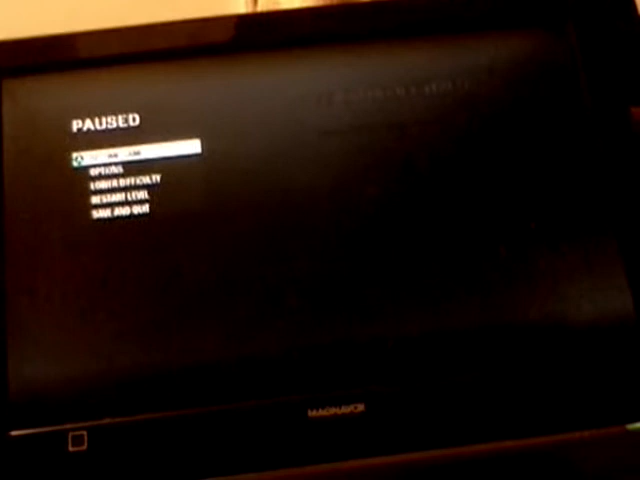 PAUSED
OPTIONS
LOWER DIFFICULTY
RESTART LEVEL
SAVE AND QUIT
MAGNAVOX